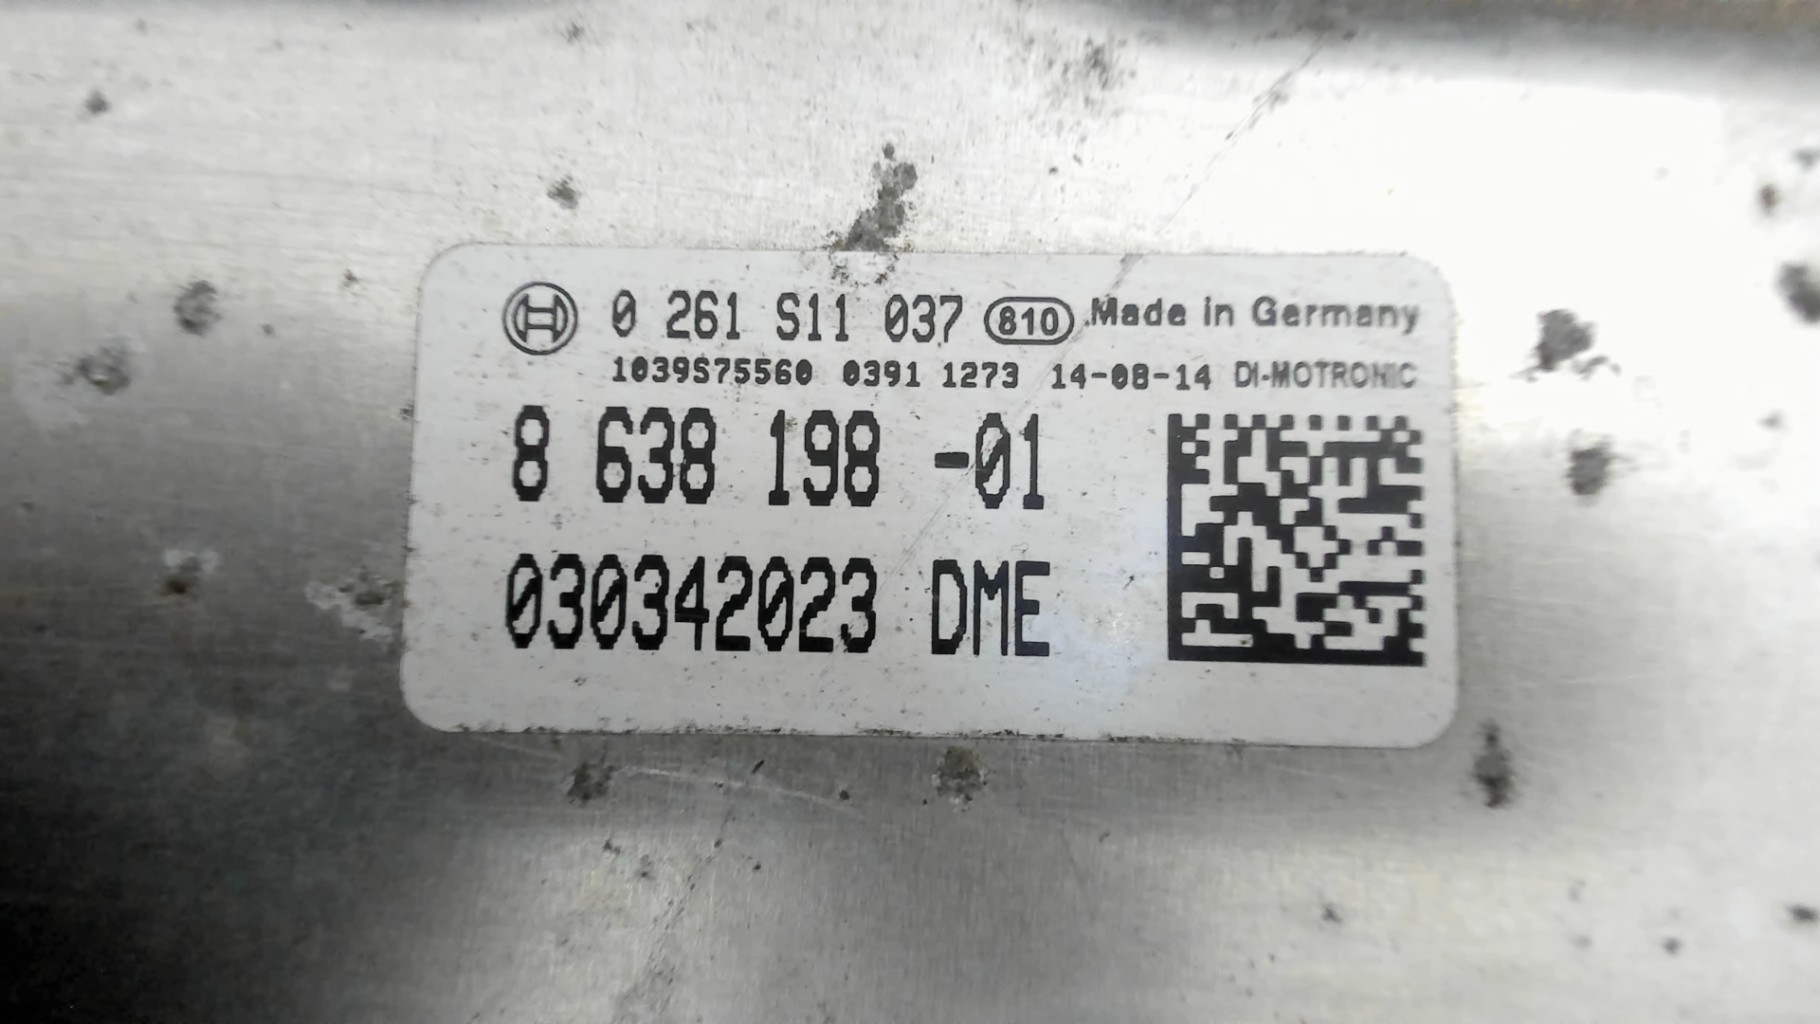 0 261 S11 037 810 Made in Germany
1039S75560 0391 1273 14-08-14 DI-MOTRONIC
8 638 198 -01
030342023 DME